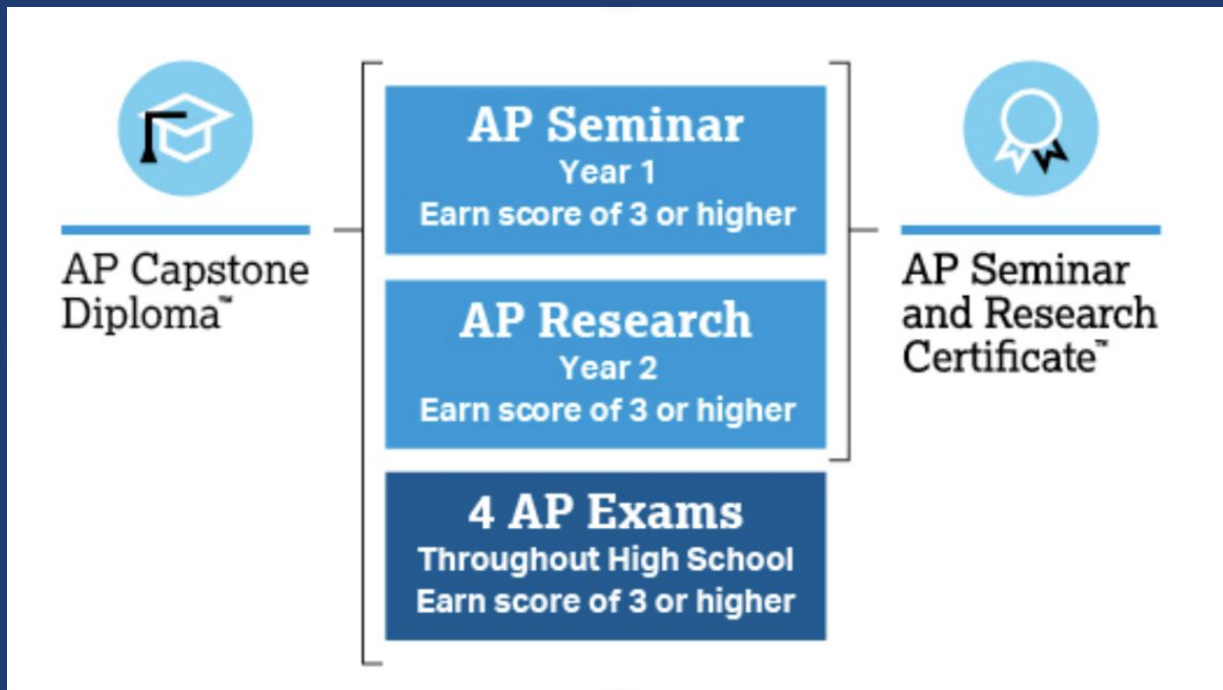 AP Capstone
Diploma™
AP Seminar
Year 1
Earn score of 3 or higher
AP Research
Year 2
Earn score of 3 or higher
4 AP Exams
Throughout High School
Earn score of 3 or higher
AP Seminar
and Research
Certificate™